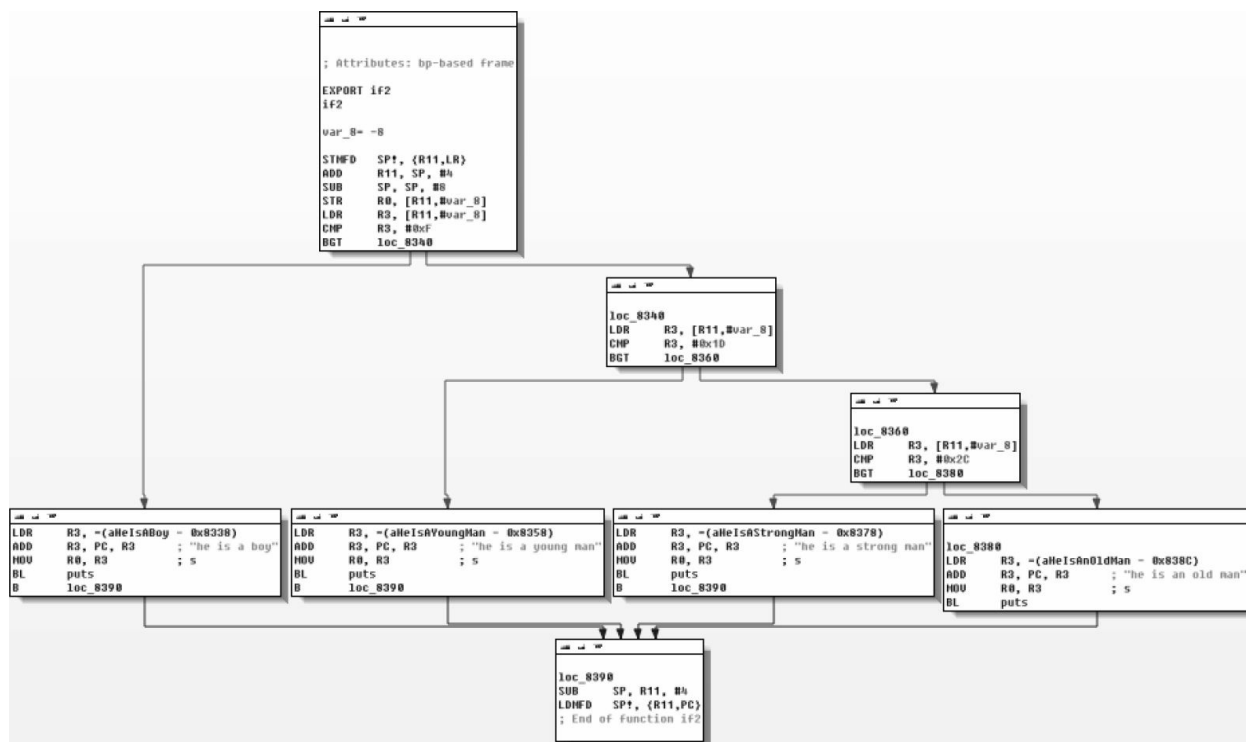 ; Attributes: bp-based frame
EXPORT if2
if2
var_8= -8
STMFD SP!, {R11,LR}
ADD R11, SP, #4
SUB SP, SP, #8
STR R0, [R11,#var_8]
LDR R3, [R11,#var_8]
CMP R3, #0xF
BGT loc_8340
loc_8340
LDR R3, [R11,#var_8]
CMP R3, #0x1D
BGT loc_8360
loc_8360
LDR R3, [R11,#var_8]
CMP R3, #0x2C
BGT loc_8380
LDR R3, =(aHeIsABoy - 0x8338)
ADD R3, PC, R3 ; "he is a boy"
MOV R0, R3 ; s
BL puts
B loc_8390
LDR R3, =(aHeIsAYoungMan - 0x8358)
ADD R3, PC, R3 ; "he is a young man"
MOV R0, R3 ; s
BL puts
B loc_8390
LDR R3, =(aHeIsAStrongMan - 0x8378)
ADD R3, PC, R3 ; "he is a strong man"
MOV R0, R3 ; s
BL puts
B loc_8390
loc_8380
LDR R3, =(aHeIsAnOldMan - 0x838C)
ADD R3, PC, R3 ; "he is an old man"
MOV R0, R3 ; s
BL puts
loc_8390
SUB SP, R11, #4
LDMFD SP!, {R11,PC}
; End of function if2